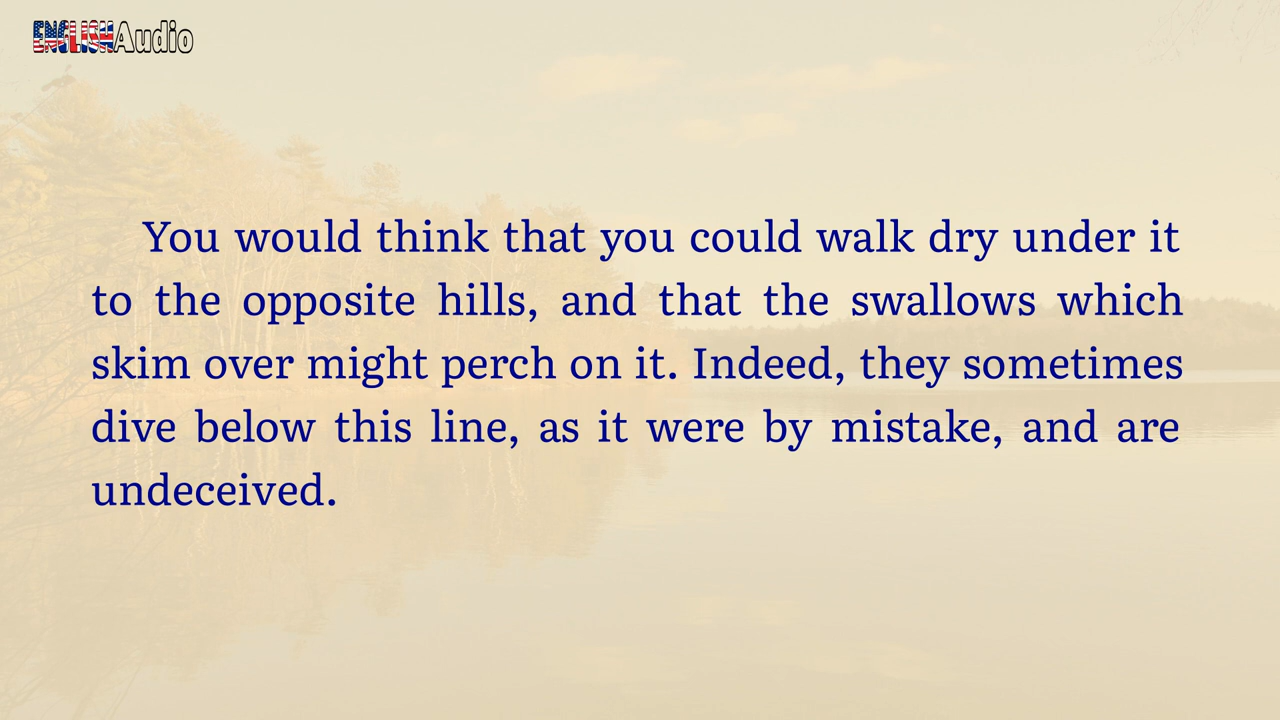 ENGLISHAudio
You would think that you could walk dry under it
to the opposite hills, and that the swallows which
skim over might perch on it. Indeed, they sometimes
dive below this line, as it were by mistake, and are
undeceived.